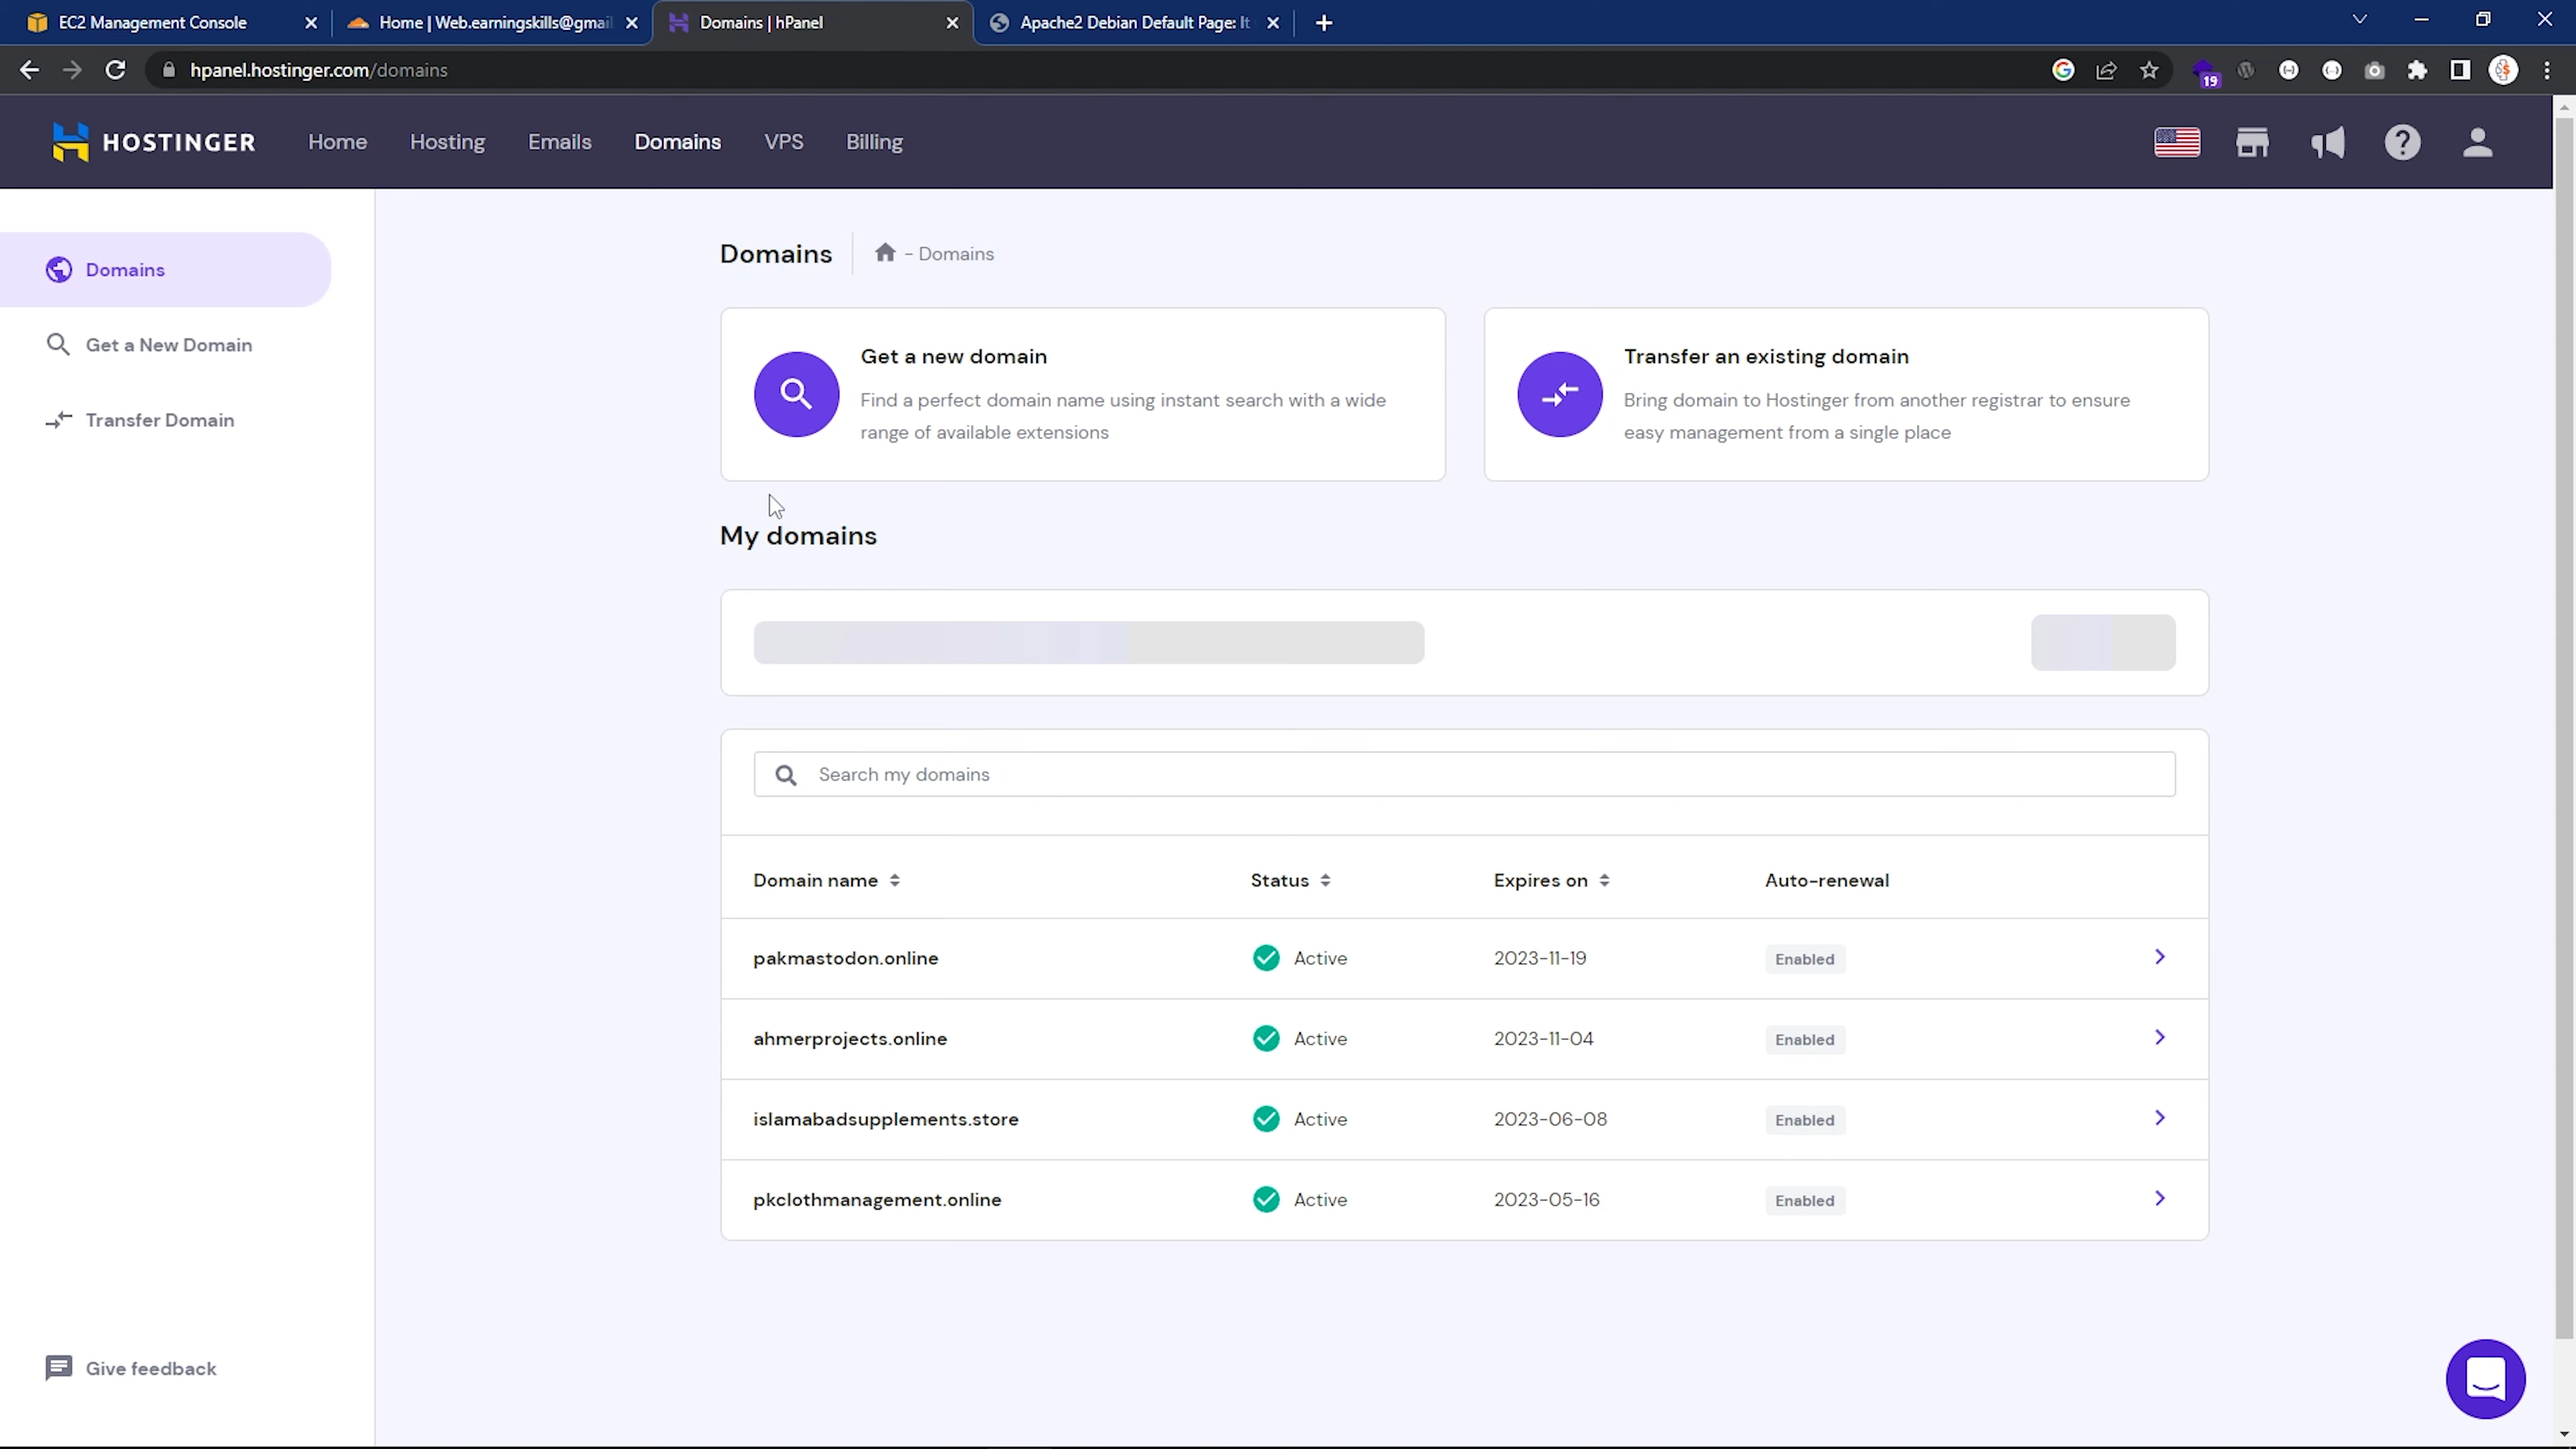 EC2 Management Console
Home | Web.earningskills@gmai
Domains | hPanel
Apache2 Debian Default Page: It
hpanel.hostinger.com/domains
19
HOSTINGER
Home
Hosting
Emails
Domains
VPS
Billing
Domains
Get a New Domain
Transfer Domain
Domains
- Domains
Get a new domain
Find a perfect domain name using instant search with a wide
range of available extensions
Transfer an existing domain
Bring domain to Hostinger from another registrar to ensure
easy management from a single place
My domains
Search my domains
Domain name Status Expires on Auto-renewal
pakmastodon.online Active 2023-11-19 Enabled
ahmerprojects.online Active 2023-11-04 Enabled
islamabadsupplements.store Active 2023-06-08 Enabled
pkclothmanagement.online Active 2023-05-16 Enabled
Give feedback